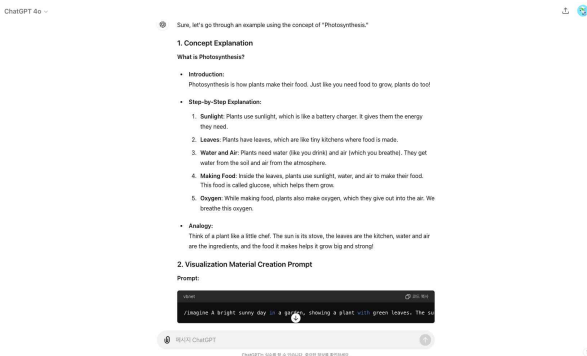 ChatGPT 4o
Sure, let's go through an example using the concept of "Photosynthesis."
1. Concept Explanation
What is Photosynthesis?
• Introduction:
Photosynthesis is how plants make their food. Just like you need food to grow, plants do too!
• Step-by-Step Explanation:
1. Sunlight: Plants use sunlight, which is like a battery charger. It gives them the energy
they need.
2. Leaves: Plants have leaves, which are like tiny kitchens where food is made.
3. Water and Air: Plants need water (like you drink) and air (which you breathe). They get
water from the soil and air from the atmosphere.
4. Making Food: Inside the leaves, plants use sunlight, water, and air to make their food.
This food is called glucose, which helps them grow.
5. Oxygen: While making food, plants also make oxygen, which they give out into the air. We
breathe this oxygen.
• Analogy:
Think of a plant like a little chef. The sun is its stove, the leaves are the kitchen, water and air
are the ingredients, and the food it makes helps it grow big and strong!
2. Visualization Material Creation Prompt
Prompt:
vbnet 코드 복사
/imagine A bright sunny day in a garden, showing a plant with green leaves. The su
메시지 ChatGPT